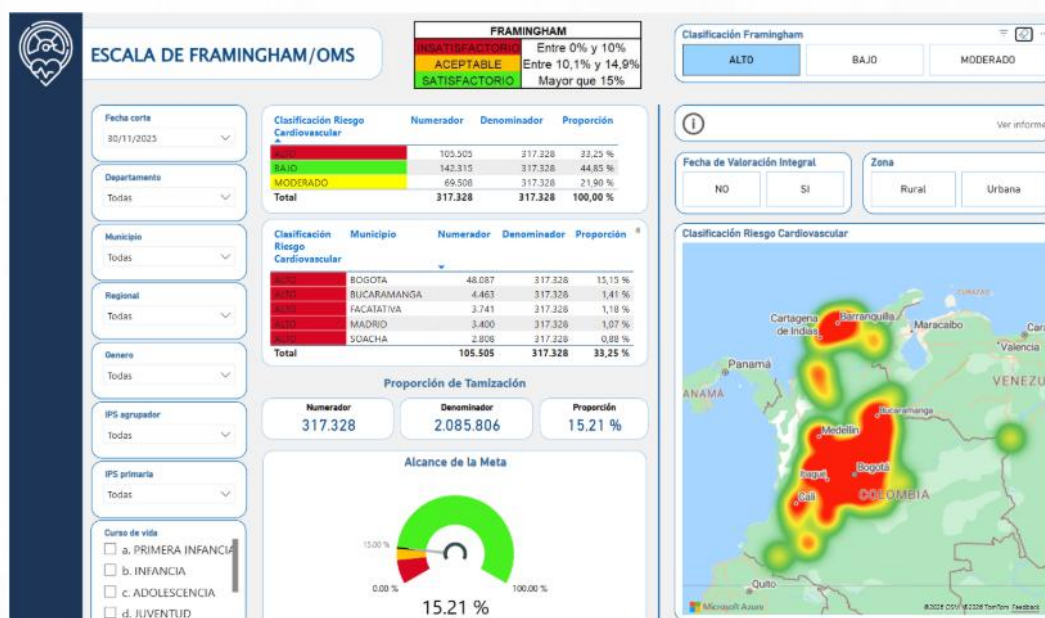 ESCALA DE FRAMINGHAM/OMS
FRAMINGHAM
INSATISFACTORIO Entre 0% y 10%
ACEPTABLE Entre 10,1% y 14,9%
SATISFACTORIO Mayor que 15%
Clasificación Framingham
ALTO BAJO MODERADO
Fecha corte
30/11/2025
Departamento
Todas
Municipio
Todas
Regional
Todas
Genero
Todas
IPS agrupador
Todas
IPS primaria
Todas
Curso de vida
a. PRIMERA INFANCIA
b. INFANCIA
c. ADOLESCENCIA
d. JUVENTUD
Clasificación Riesgo Cardiovascular Numerador Denominador Proporción
ALTO 105.505 317.328 33,25 %
BAJO 142.315 317.328 44,85 %
MODERADO 69.508 317.328 21,90 %
Total 317.328 317.328 100,00 %
Clasificación Riesgo Cardiovascular Municipio Numerador Denominador Proporción
ALTO BOGOTA 48.087 317.328 15,15 %
ALTO BUCARAMANGA 4.463 317.328 1,41 %
ALTO FACATATIVA 3.741 317.328 1,18 %
ALTO MADRID 3.400 317.328 1,07 %
ALTO SOACHA 2.808 317.328 0,88 %
Total 105.505 317.328 33,25 %
Proporción de Tamización
Numerador
317.328
Denominador
2.085.806
Proporción
15,21 %
Alcance de la Meta
15.00 %
0.00 % 100.00 %
15.21 %
Ver informe
Fecha de Valoración Integral
NO SI
Zona
Rural Urbana
Clasificación Riesgo Cardiovascular
CURAZAO
Cartagena de Indias
Barranquilla
Maracaibo
Valencia
Panamá
VENEZU
ANAMÁ
Bucaramanga
Medellín
Ibagué
Bogotá
Cali
COLOMBIA
Quito
Microsoft Azure
©2026 OSM ©2026 TomTom Feedback